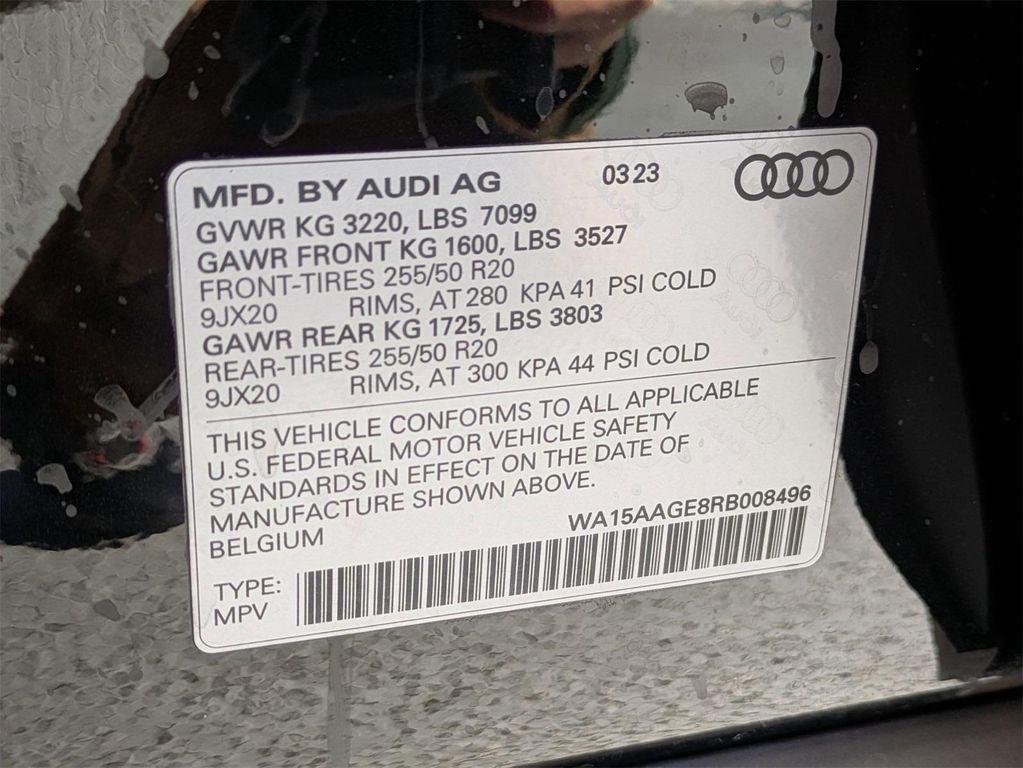 MFD. BY AUDI AG 0323
GVWR KG 3220, LBS 7099
GAWR FRONT KG 1600, LBS 3527
FRONT-TIRES 255/50 R20
9JX20 RIMS, AT 280 KPA 41 PSI COLD
GAWR REAR KG 1725, LBS 3803
REAR-TIRES 255/50 R20
9JX20 RIMS, AT 300 KPA 44 PSI COLD
THIS VEHICLE CONFORMS TO ALL APPLICABLE
U.S. FEDERAL MOTOR VEHICLE SAFETY
STANDARDS IN EFFECT ON THE DATE OF
MANUFACTURE SHOWN ABOVE.
BELGIUM WA15AAGE8RB008496
TYPE:
MPV